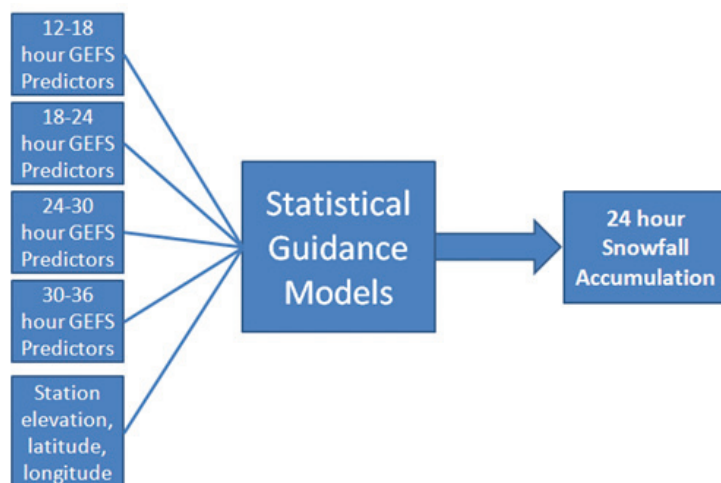 12-18
hour GEFS
Predictors
18-24
hour GEFS
Predictors
24-30
hour GEFS
Predictors
30-36
hour GEFS
Predictors
Station
elevation,
latitude,
longitude
Statistical
Guidance
Models
24 hour
Snowfall
Accumulation